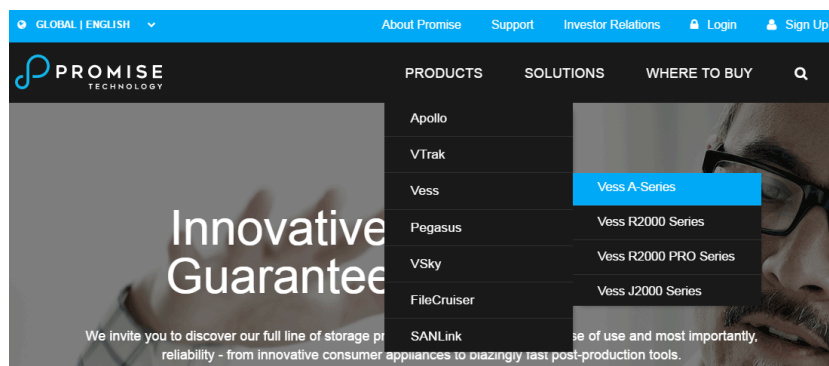 GLOBAL | ENGLISH
About Promise Support Investor Relations Login Sign Up
PROMISE
TECHNOLOGY
PRODUCTS SOLUTIONS WHERE TO BUY
Apollo
VTrak
Vess
Pegasus
VSky
FileCruiser
SANLink
Vess A-Series
Vess R2000 Series
Vess R2000 PRO Series
Vess J2000 Series
Innovative
Guarantee
We invite you to discover our full line of storage pr se of use and most importantly,
reliability - from innovative consumer appliances to blazingly fast post-production tools.